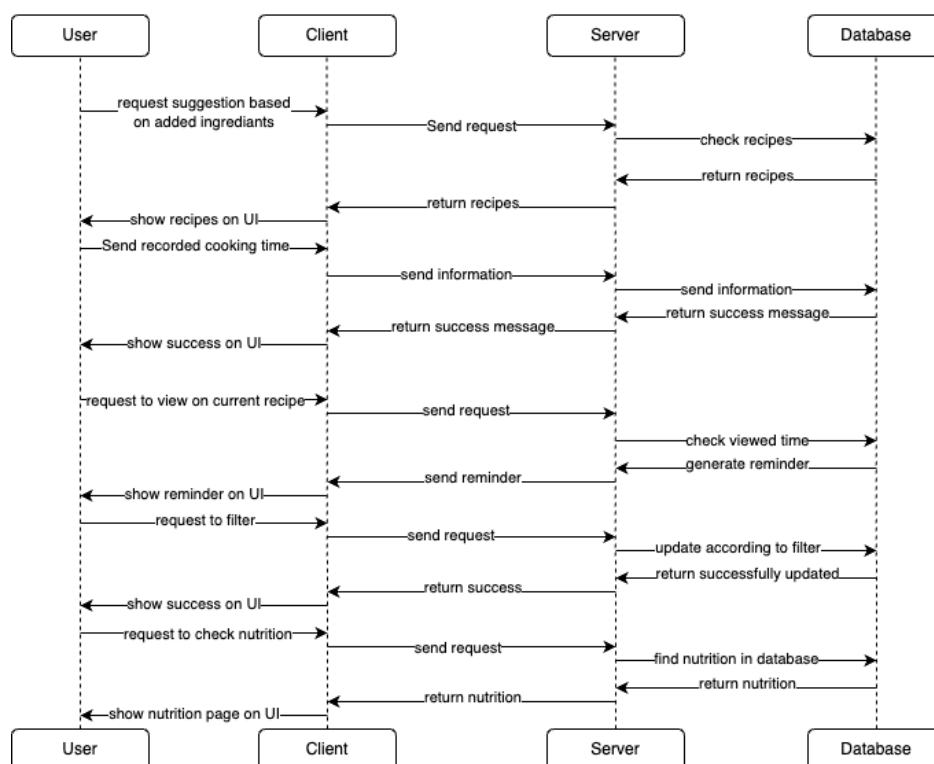 User
Client
Server
Database
request suggestion based
on added ingrediants
Send request
check recipes
return recipes
return recipes
show recipes on UI
Send recorded cooking time
send information
send information
return success message
return success message
show success on UI
request to view on current recipe
send request
check viewed time
generate reminder
send reminder
show reminder on UI
request to filter
send request
update according to filter
return successfully updated
return success
show success on UI
request to check nutrition
send request
find nutrition in database
return nutrition
return nutrition
show nutrition page on UI
User
Client
Server
Database